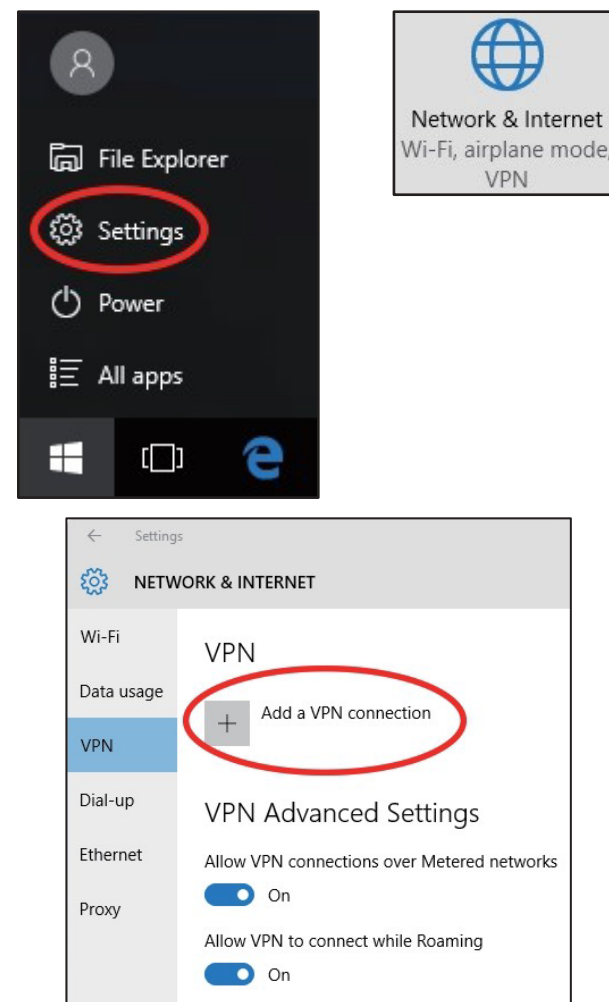 File Explorer
Settings
Power
All apps
Network & Internet
Wi-Fi, airplane mode,
VPN
Settings
NETWORK & INTERNET
Wi-Fi
Data usage
VPN
Dial-up
Ethernet
Proxy
VPN
Add a VPN connection
VPN Advanced Settings
Allow VPN connections over Metered networks
On
Allow VPN to connect while Roaming
On